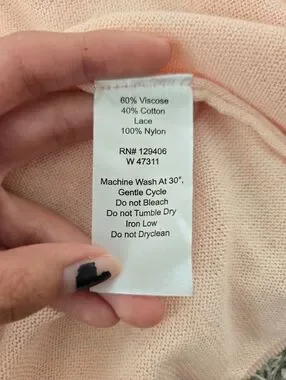 60% Viscose
40% Cotton
Lace
100% Nylon
RN# 129406
W 47311
Machine Wash At 30°,
Gentle Cycle
Do not Bleach
Do not Tumble Dry
Iron Low
Do not Dryclean